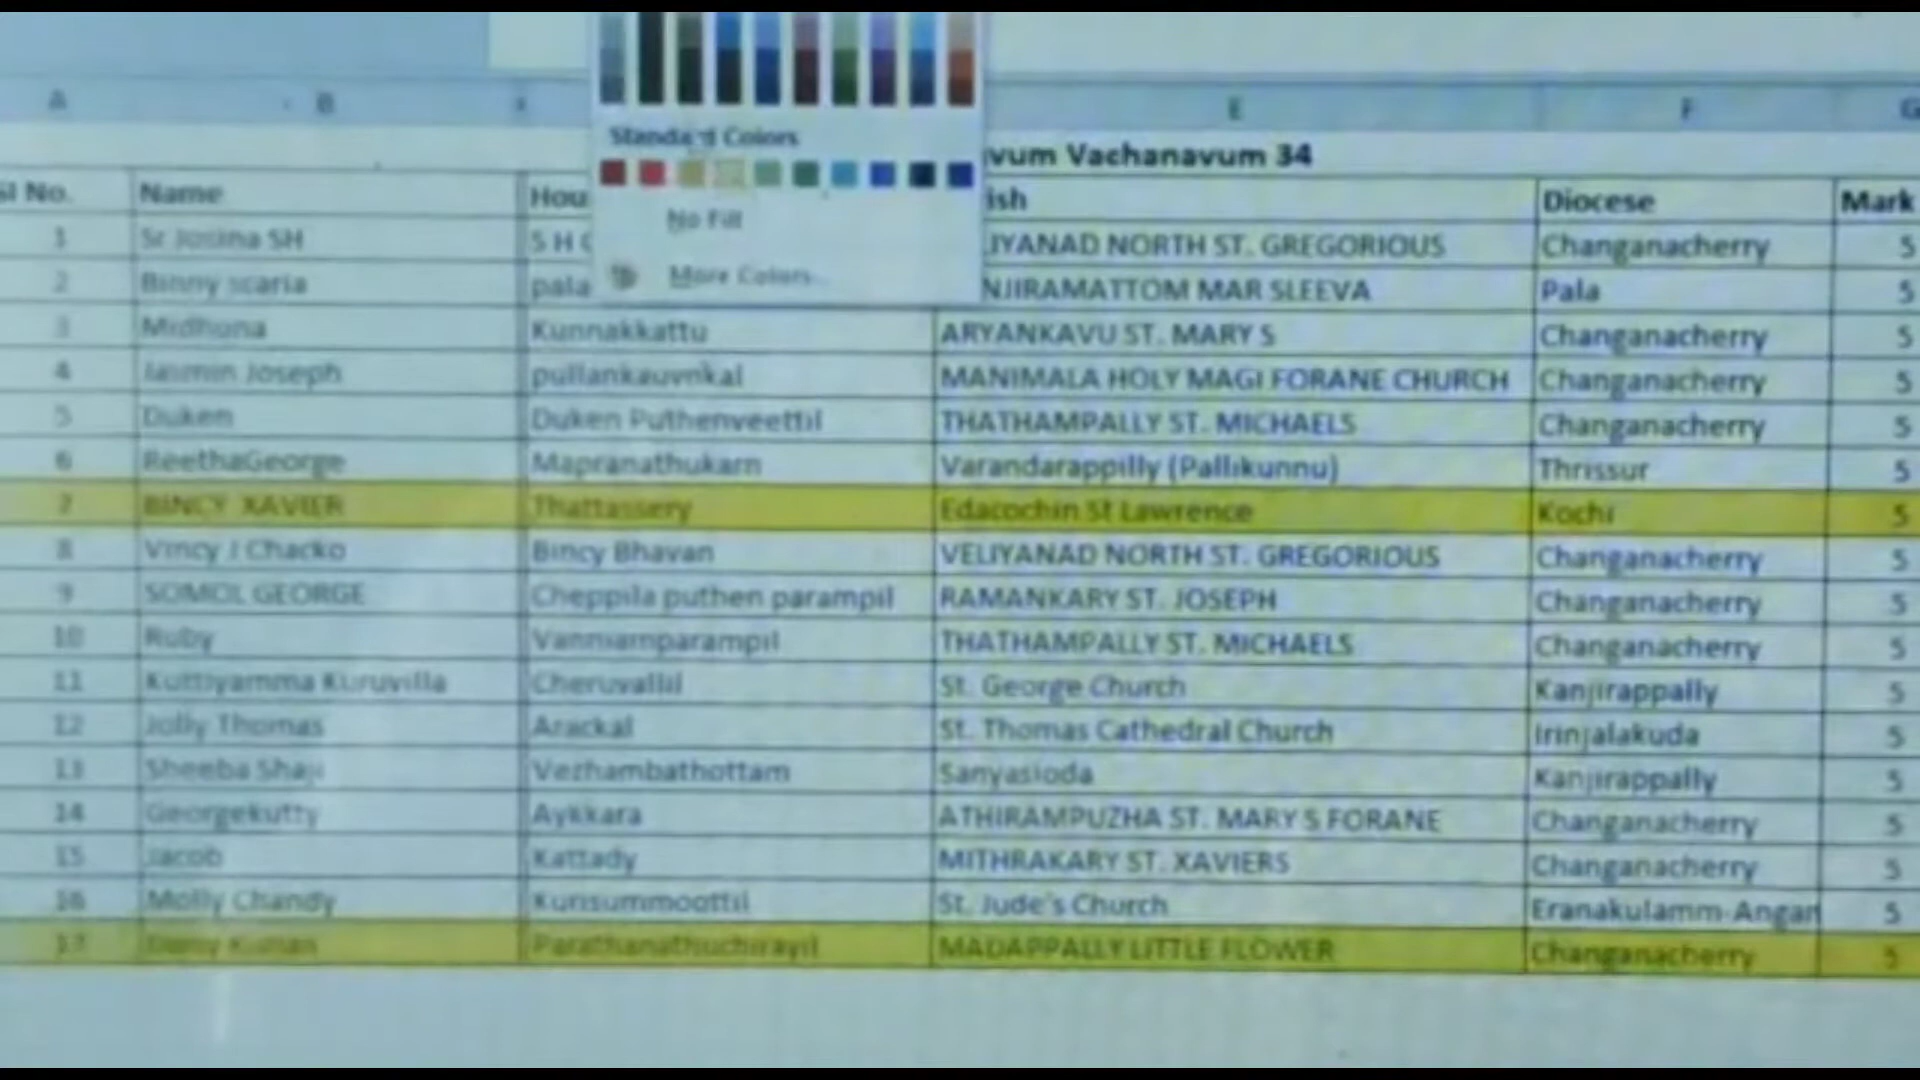 A B E F G
Standard Colors
No Fill
More Colors...
vum Vachanavum 34
Sl No. Name Hou ish Diocese Mark
1 Sr Josina SH S H C IYANAD NORTH ST. GREGORIOUS Changanacherry 5
2 Binny scaria pala NJIRAMATTOM MAR SLEEVA Pala 5
3 Midhuna Kunnakkattu ARYANKAVU ST. MARY S Changanacherry 5
4 Jasmin Joseph pullankauvnkal MANIMALA HOLY MAGI FORANE CHURCH Changanacherry 5
5 Duken Duken Puthenveettil THATHAMPALLY ST. MICHAELS Changanacherry 5
6 ReethaGeorge Mapranathukarn Varandarappilly (Pallikunnu) Thrissur 5
7 BINCY XAVIER Thattassery Edacochin St Lawrence Kochi 5
8 Vincy J Chacko Bincy Bhavan VELIYANAD NORTH ST. GREGORIOUS Changanacherry 5
9 SOMOL GEORGE Cheppila puthen parampil RAMANKARY ST. JOSEPH Changanacherry 5
10 Ruby Vanniamparampil THATHAMPALLY ST. MICHAELS Changanacherry 5
11 Kuttiyamma Kuruvilla Cheruvallil St. George Church Kanjirappally 5
12 Jolly Thomas Arackal St. Thomas Cathedral Church Irinjalakuda 5
13 Sheeba Shaji Vezhambathottam Sanyasioda Kanjirappally 5
14 Georgekutty Aykkara ATHIRAMPUZHA ST. MARY S FORANE Changanacherry 5
15 Jacob Kattady MITHRAKARY ST. XAVIERS Changanacherry 5
16 Molly Chandy Kunsummoottil St. Jude's Church Eranakulamm-Angam 5
17 Parathanathuchirayil MADAPPALLY LITTLE FLOWER Changanacherry 5